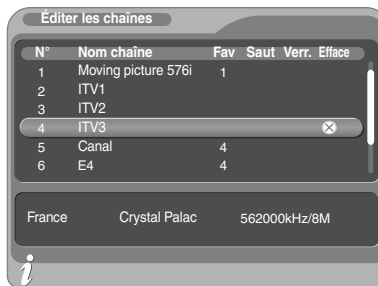 Éditer les chaînes
N° Nom chaîne Fav Saut Verr. Efface
1 Moving picture 576i 1
2 ITV1
3 ITV2
4 ITV3
5 Canal 4
6 E4 4
France Crystal Palac 562000kHz/8M
i